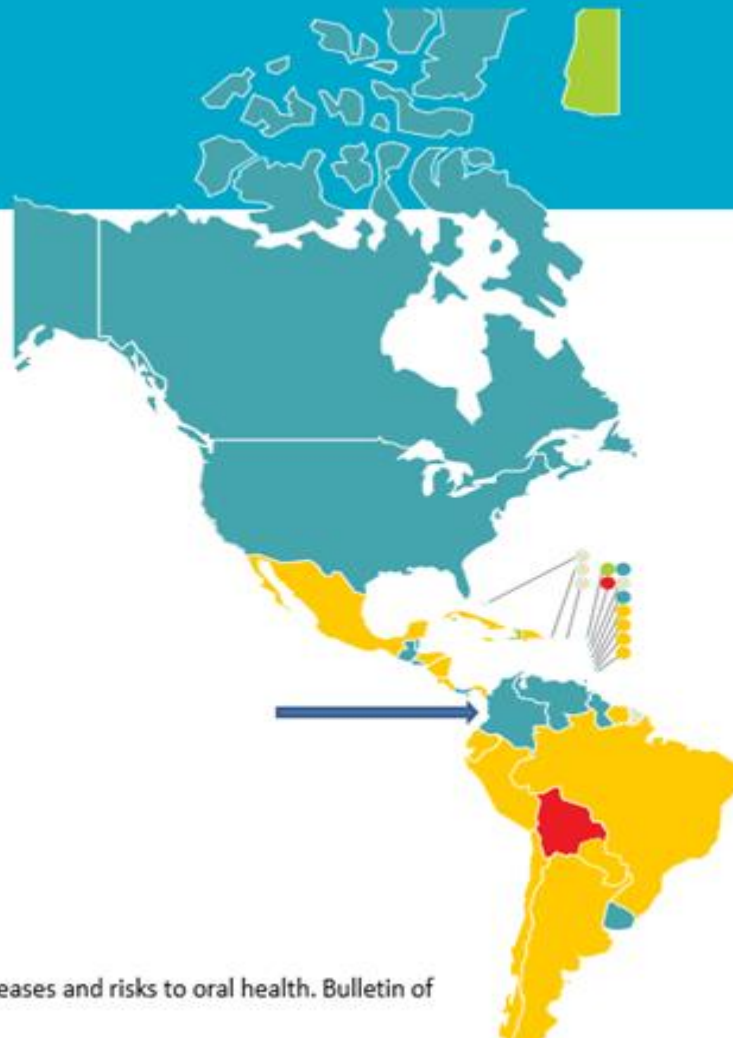 eases and risks to oral health. Bulletin of